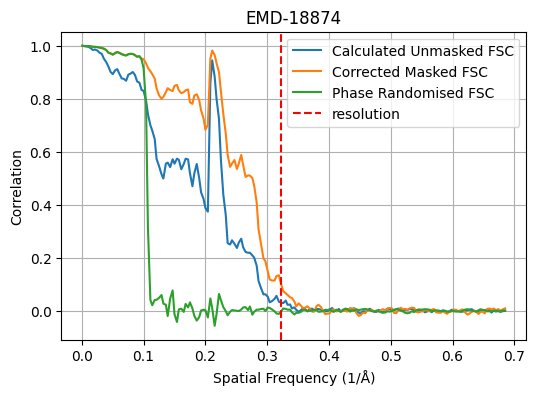 EMD-18874
Calculated Unmasked FSC
Corrected Masked FSC
Phase Randomised FSC
resolution
Correlation
1.0
0.8
0.6
0.4
0.2
0.0
0.0 0.1 0.2 0.3 0.4 0.5 0.6 0.7
Spatial Frequency (1/Å)